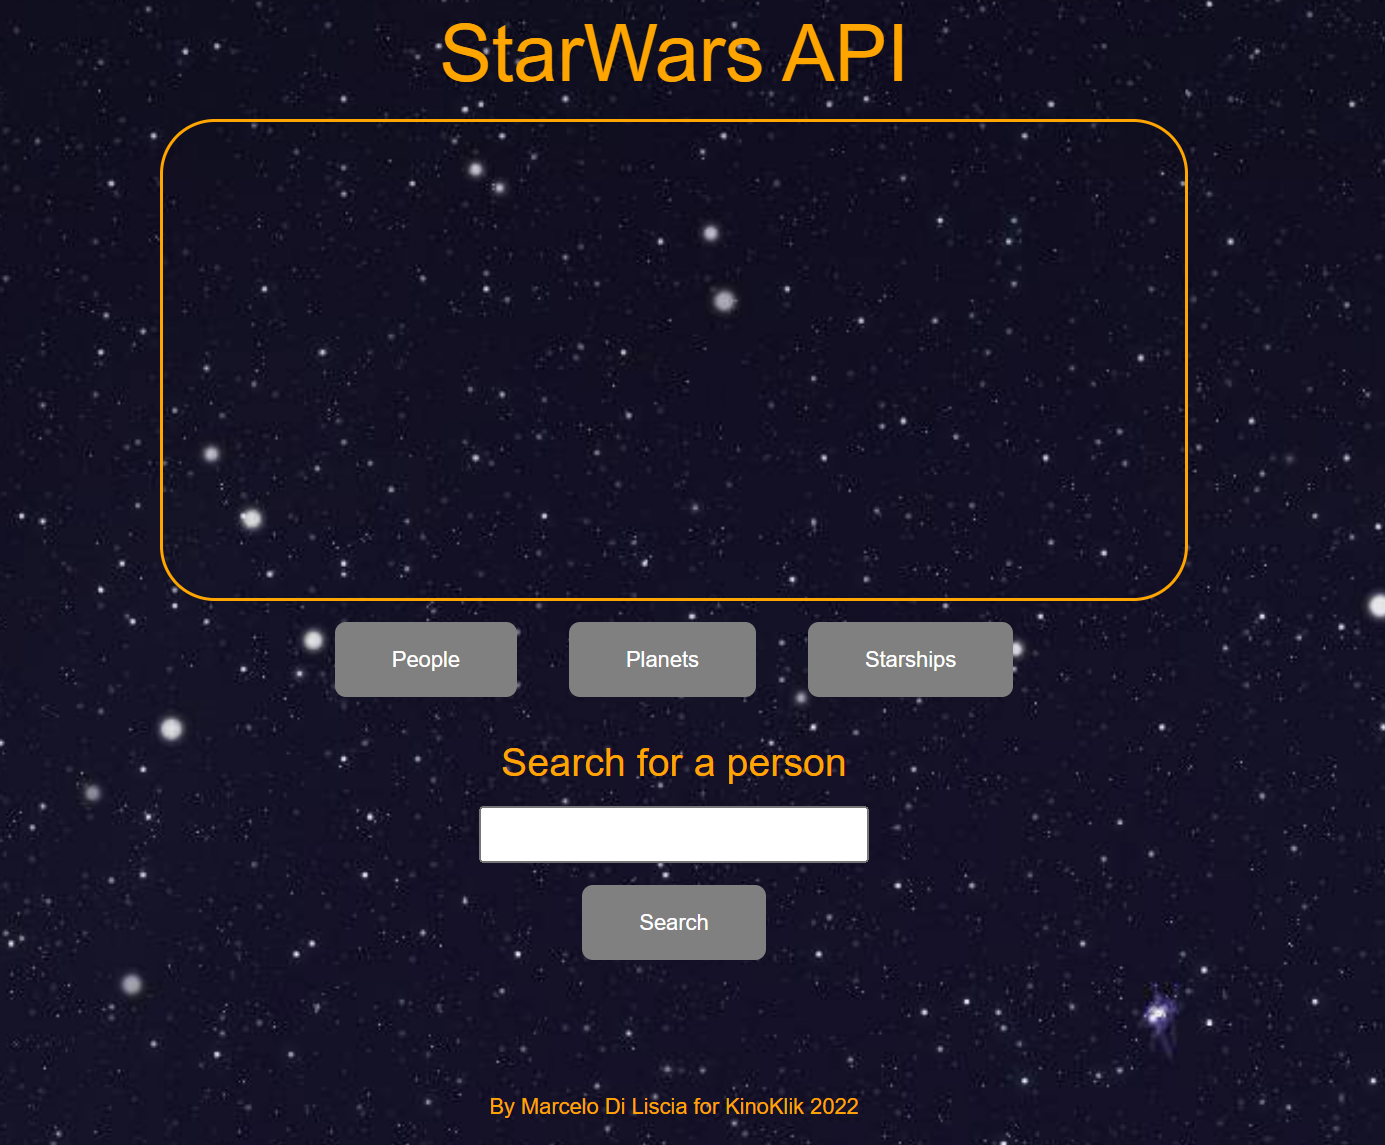 StarWars API
People
Planets
Starships
Search for a person
Search
By Marcelo Di Liscia for KinoKlik 2022